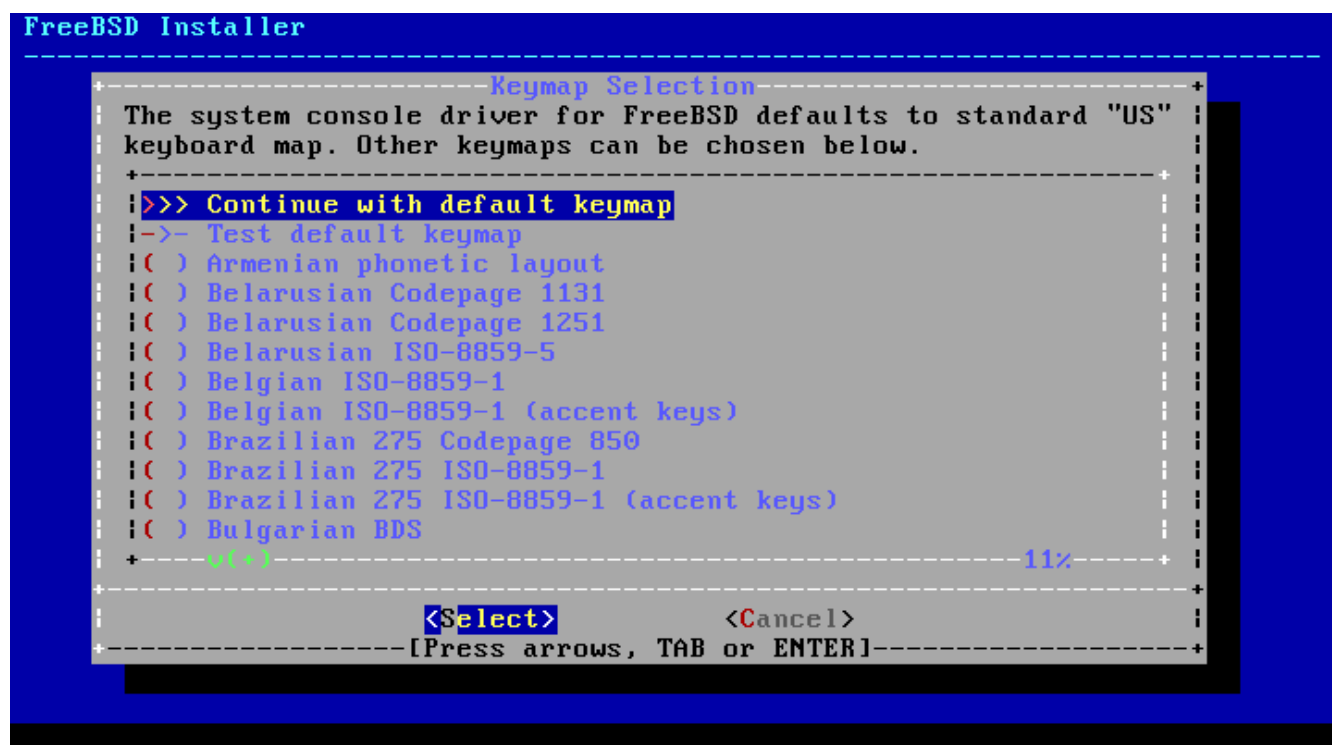 FreeBSD Installer
Keymap Selection
The system console driver for FreeBSD defaults to standard "US"
keyboard map. Other keymaps can be chosen below.
>>> Continue with default keymap
->- Test default keymap
( ) Armenian phonetic layout
( ) Belarusian Codepage 1131
( ) Belarusian Codepage 1251
( ) Belarusian ISO-8859-5
( ) Belgian ISO-8859-1
( ) Belgian ISO-8859-1 (accent keys)
( ) Brazilian 275 Codepage 850
( ) Brazilian 275 ISO-8859-1
( ) Brazilian 275 ISO-8859-1 (accent keys)
( ) Bulgarian BDS
v(+) 11%
<Select> <Cancel>
[Press arrows, TAB or ENTER]